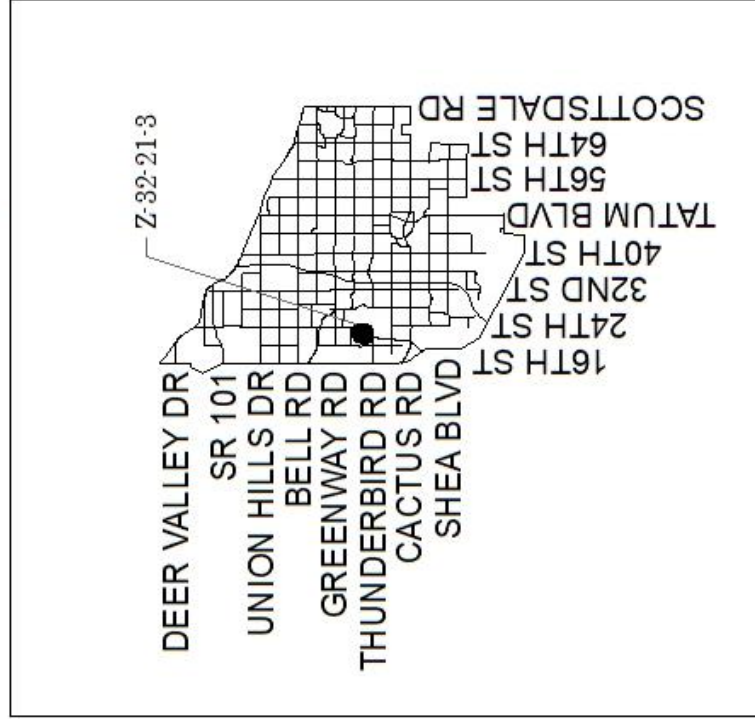 Z-32-21-3
DEER VALLEY DR
SR 101
UNION HILLS DR
BELL RD
GREENWAY RD
THUNDERBIRD RD
CACTUS RD
SHEA BLVD
16TH ST
24TH ST
32ND ST
40TH ST
TATUM BLVD
56TH ST
64TH ST
SCOTTSDALE RD